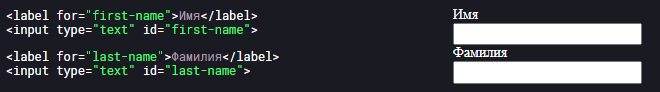 <label for="first-name">Имя</label>
<input type="text" id="first-name">
<label for="last-name">Фамилия</label>
<input type="text" id="last-name">
Имя
Фамилия